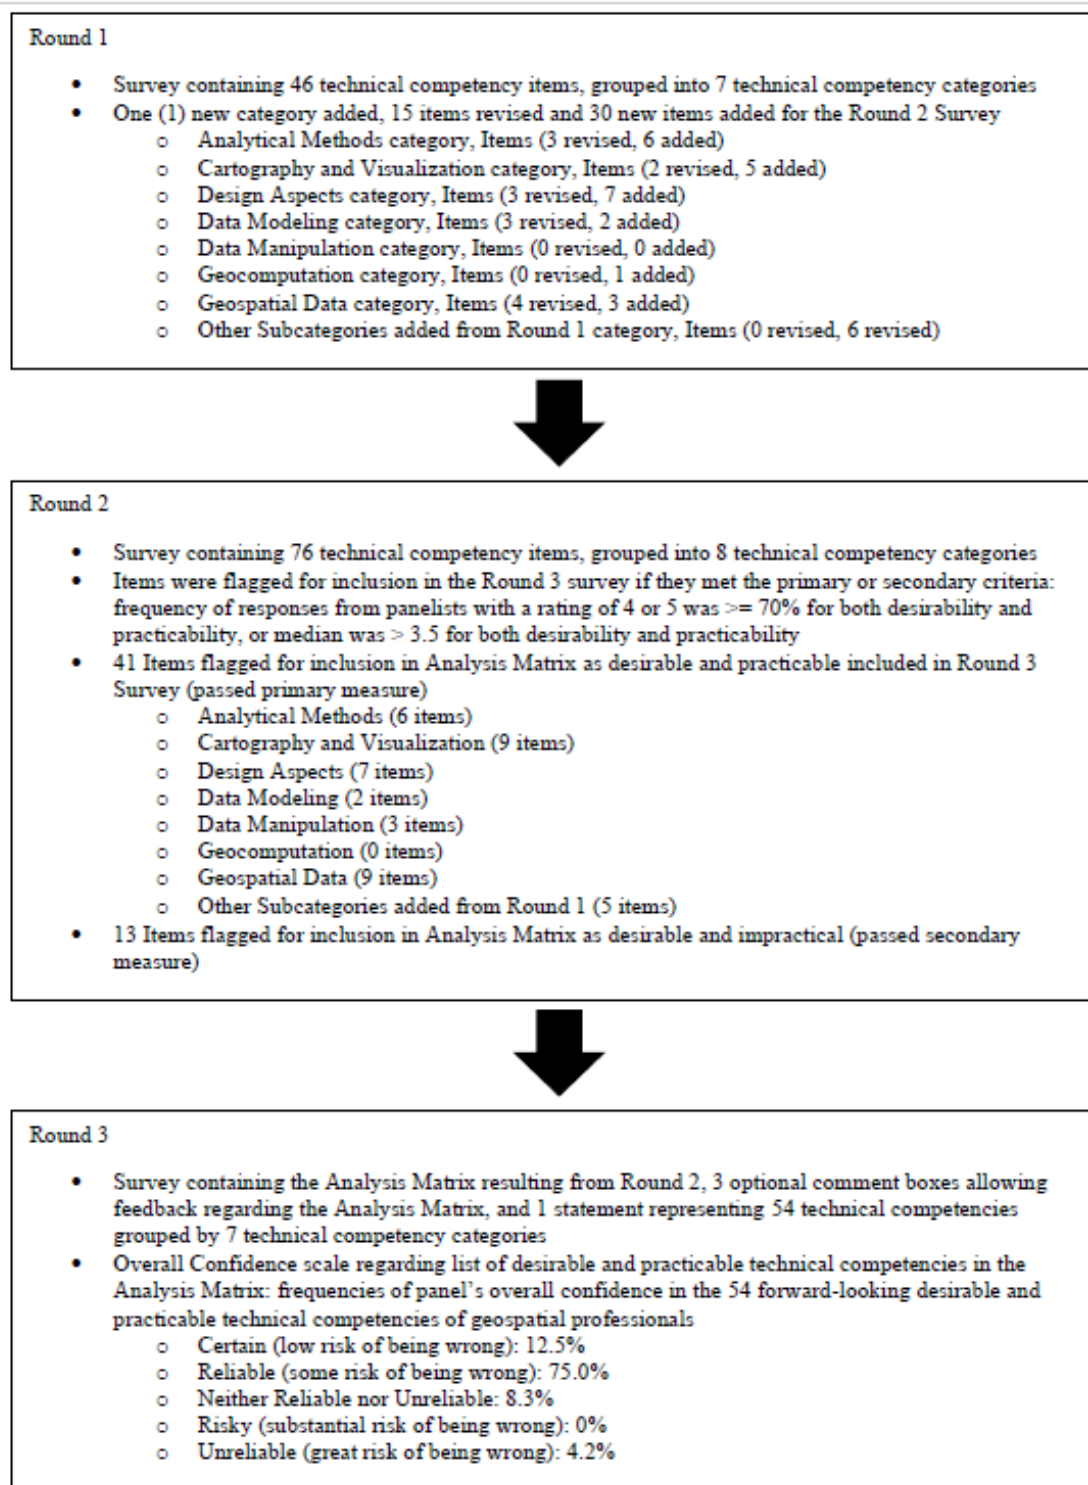 Round 1
• Survey containing 46 technical competency items, grouped into 7 technical competency categories
• One (1) new category added, 15 items revised and 30 new items added for the Round 2 Survey
o Analytical Methods category, Items (3 revised, 6 added)
o Cartography and Visualization category, Items (2 revised, 5 added)
o Design Aspects category, Items (3 revised, 7 added)
o Data Modeling category, Items (3 revised, 2 added)
o Data Manipulation category, Items (0 revised, 0 added)
o Geocomputation category, Items (0 revised, 1 added)
o Geospatial Data category, Items (4 revised, 3 added)
o Other Subcategories added from Round 1 category, Items (0 revised, 6 revised)
Round 2
• Survey containing 76 technical competency items, grouped into 8 technical competency categories
• Items were flagged for inclusion in the Round 3 survey if they met the primary or secondary criteria:
frequency of responses from panelists with a rating of 4 or 5 was >= 70% for both desirability and
practicability, or median was > 3.5 for both desirability and practicability
• 41 Items flagged for inclusion in Analysis Matrix as desirable and practicable included in Round 3
Survey (passed primary measure)
o Analytical Methods (6 items)
o Cartography and Visualization (9 items)
o Design Aspects (7 items)
o Data Modeling (2 items)
o Data Manipulation (3 items)
o Geocomputation (0 items)
o Geospatial Data (9 items)
o Other Subcategories added from Round 1 (5 items)
• 13 Items flagged for inclusion in Analysis Matrix as desirable and impractical (passed secondary
measure)
Round 3
• Survey containing the Analysis Matrix resulting from Round 2, 3 optional comment boxes allowing
feedback regarding the Analysis Matrix, and 1 statement representing 54 technical competencies
grouped by 7 technical competency categories
• Overall Confidence scale regarding list of desirable and practicable technical competencies in the
Analysis Matrix: frequencies of panel's overall confidence in the 54 forward-looking desirable and
practicable technical competencies of geospatial professionals
o Certain (low risk of being wrong): 12.5%
o Reliable (some risk of being wrong): 75.0%
o Neither Reliable nor Unreliable: 8.3%
o Risky (substantial risk of being wrong): 0%
o Unreliable (great risk of being wrong): 4.2%